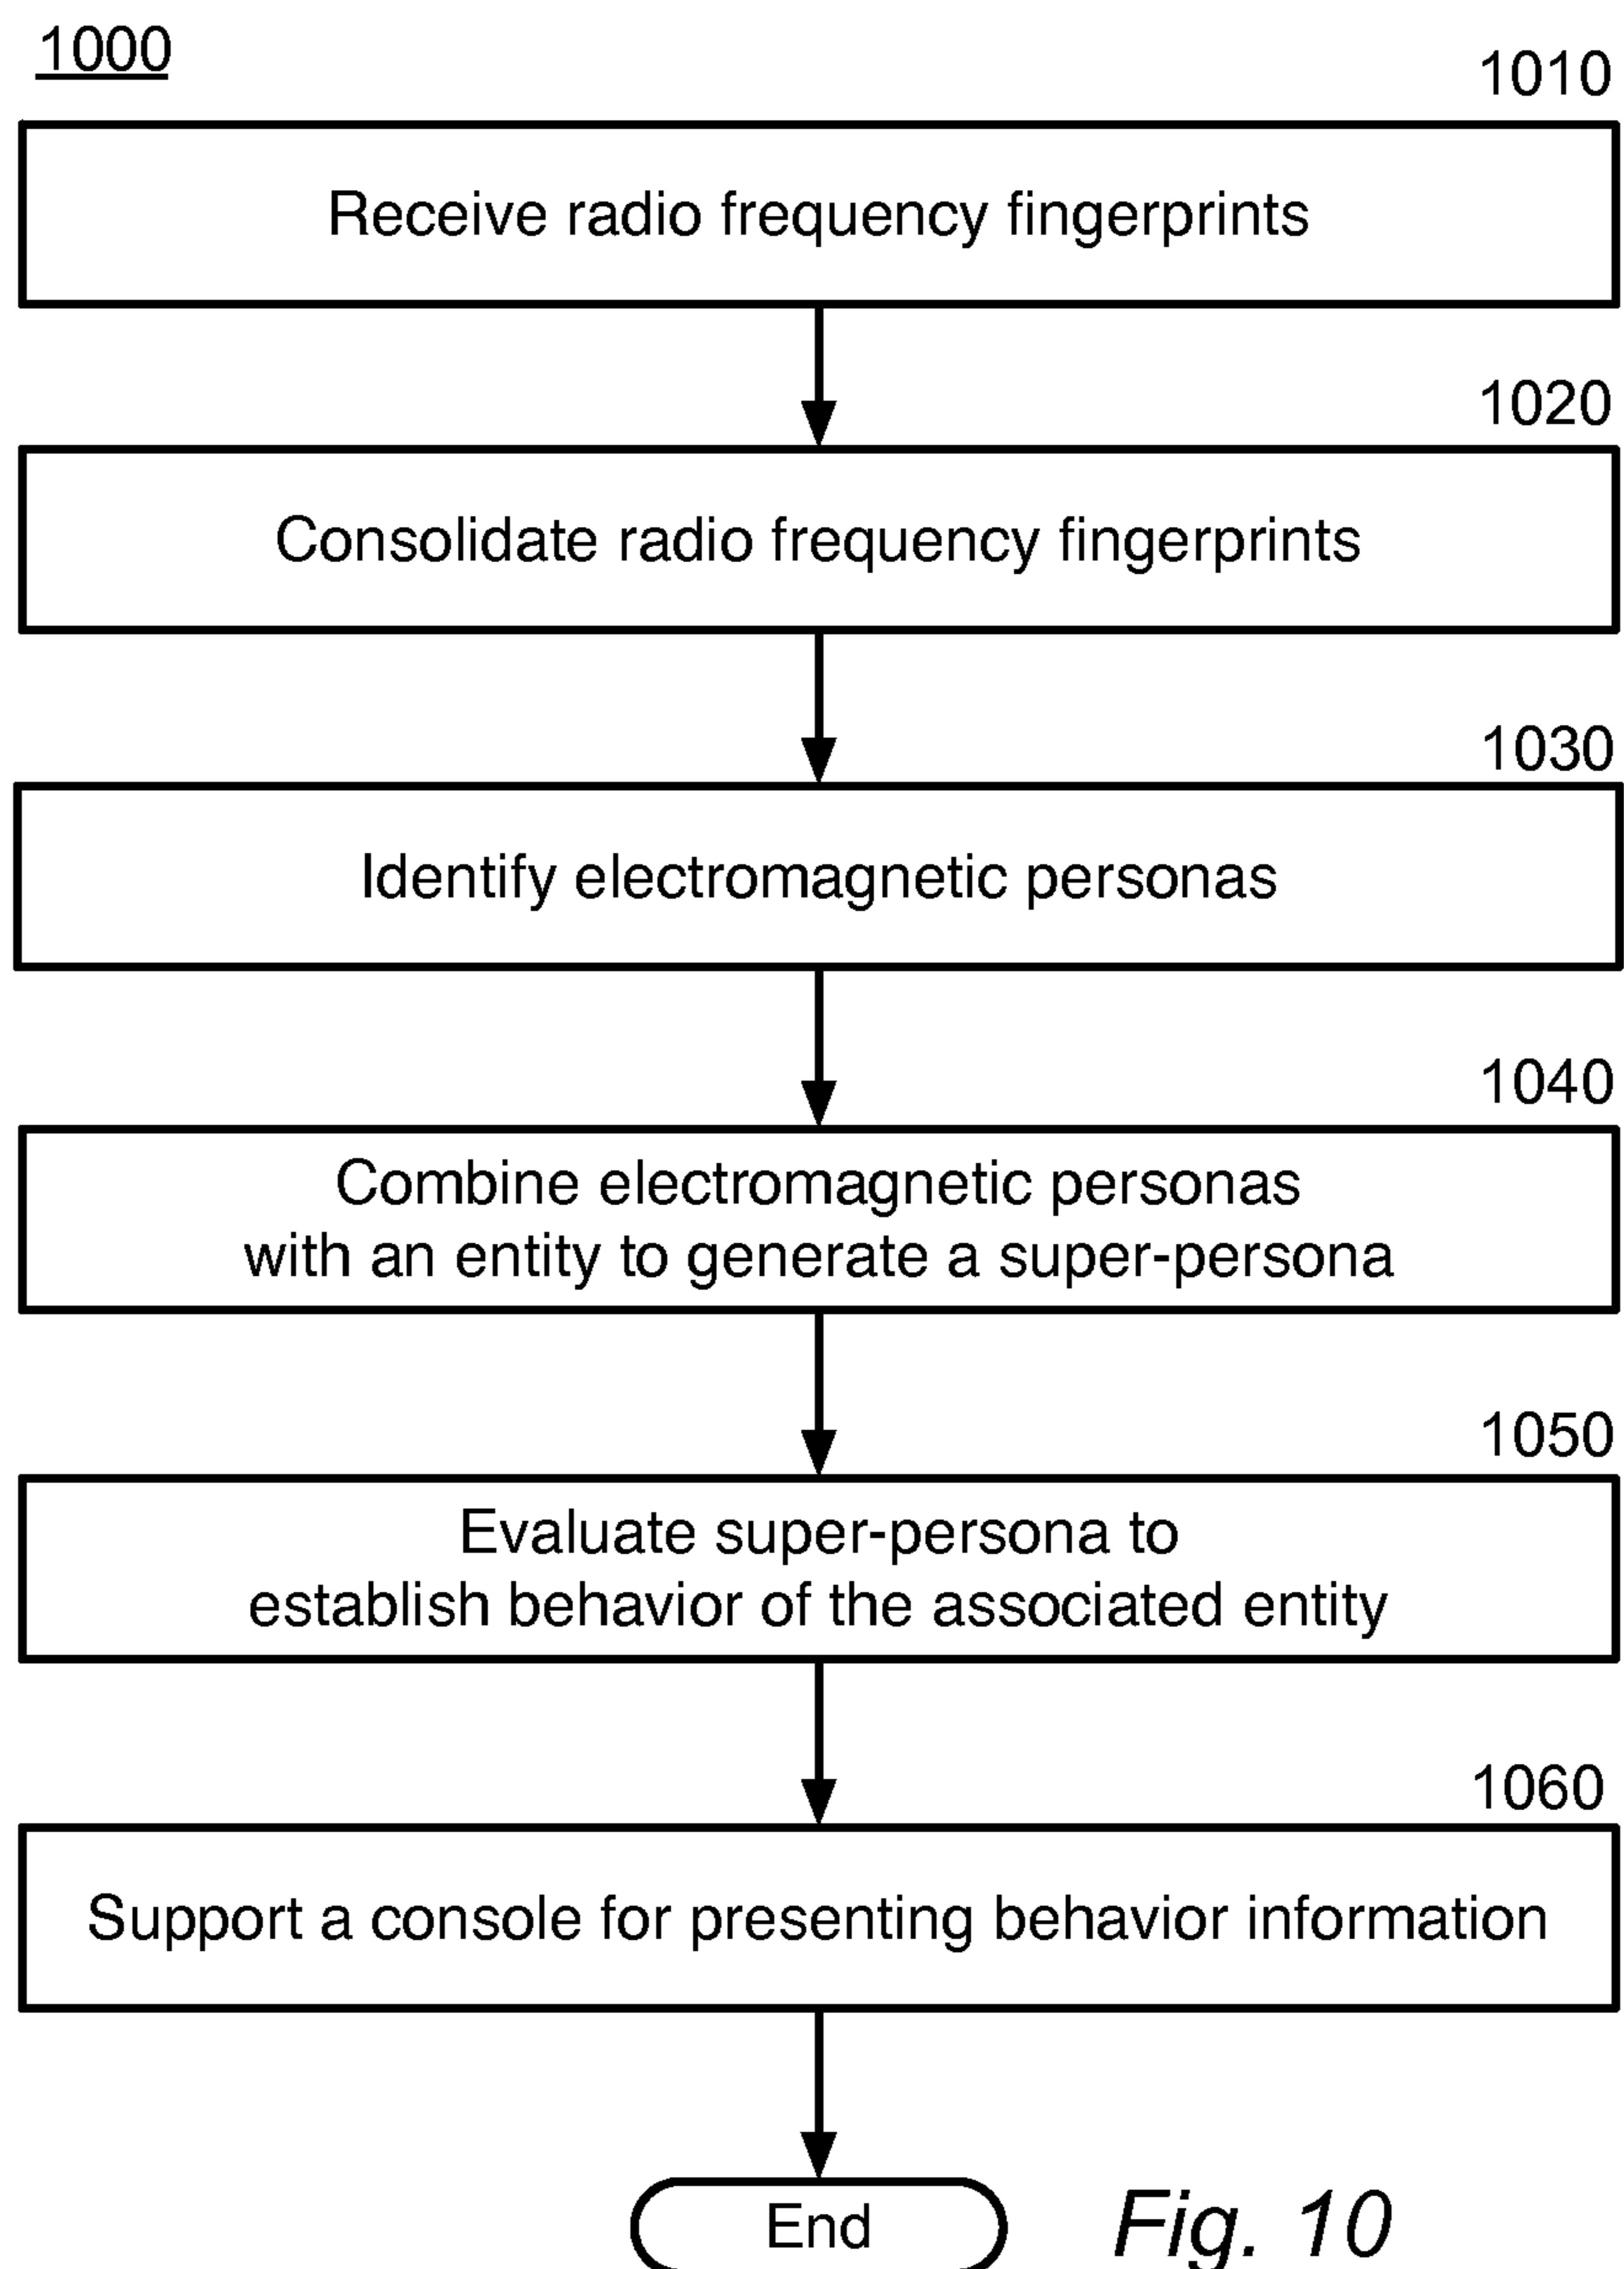 1000
1010
Receive radio frequency fingerprints
1020
Consolidate radio frequency fingerprints
1030
Identify electromagnetic personas
1040
Combine electromagnetic personas
with an entity to generate a super-persona
1050
Evaluate super-persona to
establish behavior of the associated entity
1060
Support a console for presenting behavior information
End
Fig. 10